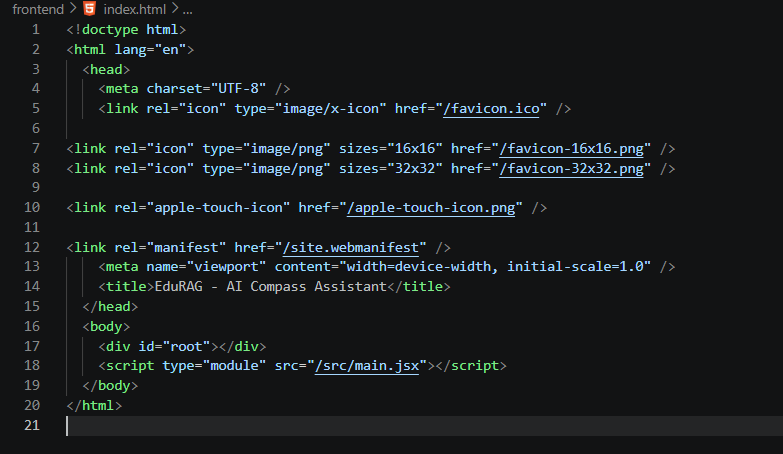 frontend > index.html > ...
1 <!doctype html>
2 <html lang="en">
3   <head>
4     <meta charset="UTF-8" />
5     <link rel="icon" type="image/x-icon" href="/favicon.ico" />
6
7 <link rel="icon" type="image/png" sizes="16x16" href="/favicon-16x16.png" />
8 <link rel="icon" type="image/png" sizes="32x32" href="/favicon-32x32.png" />
9
10 <link rel="apple-touch-icon" href="/apple-touch-icon.png" />
11
12 <link rel="manifest" href="/site.webmanifest" />
13     <meta name="viewport" content="width=device-width, initial-scale=1.0" />
14     <title>EduRAG - AI Compass Assistant</title>
15   </head>
16   <body>
17     <div id="root"></div>
18     <script type="module" src="/src/main.jsx"></script>
19   </body>
20 </html>
21